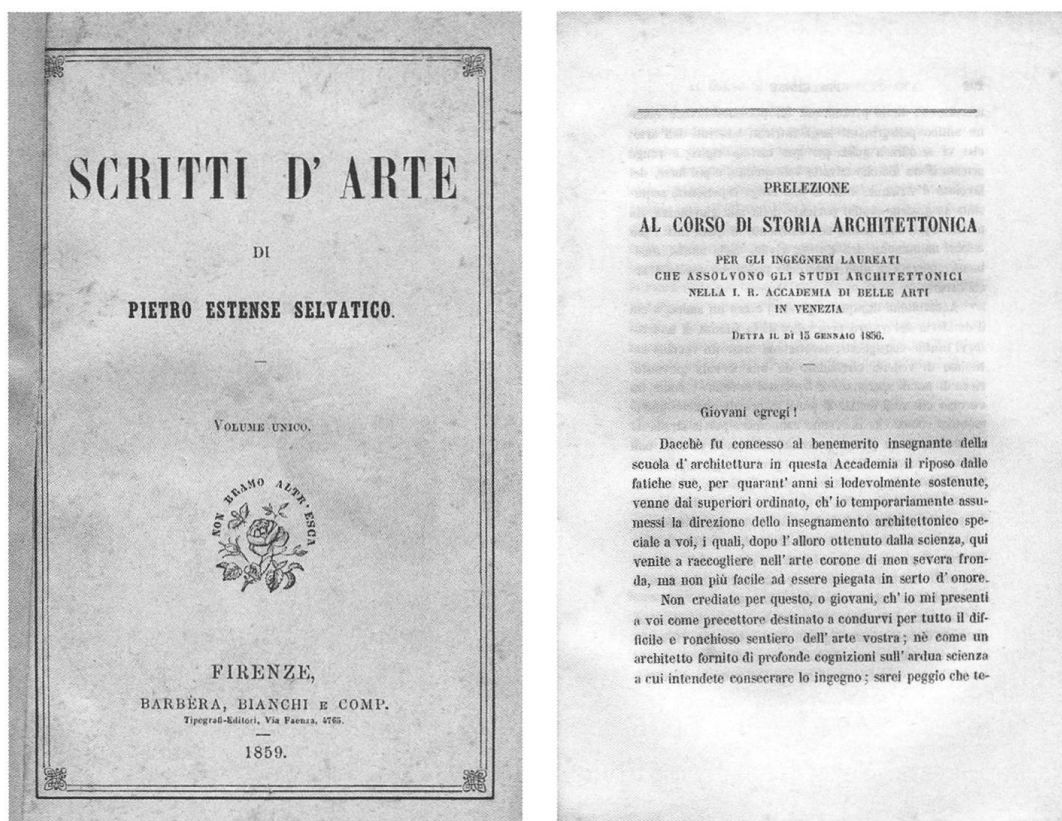 SCRITTI D' ARTE
DI
PIETRO ESTENSE SELVATICO.
VOLUME UNICO.
NON BRAMO ALTR'ESCA
FIRENZE,
BARBÈRA, BIANCHI E COMP.
Tipografi-Editori, Via Faenza, 4765.
1859.
PRELEZIONE
AL CORSO DI STORIA ARCHITETTONICA
PER GLI INGEGNERI LAUREATI
CHE ASSOLVONO GLI STUDI ARCHITETTONICI
NELLA I. R. ACCADEMIA DI BELLE ARTI
IN VENEZIA
DETTA IL DÌ 15 GENNAIO 1856.
Giovani egregi!
Dacchè fu concesso al benemerito insegnante della
scuola d' architettura in questa Accademia il riposo dalle
fatiche sue, per quarant' anni sì lodevolmente sostenute,
venne dai superiori ordinato, ch' io temporariamente assu-
messi la direzione dello insegnamento architettonico spe-
ciale a voi, i quali, dopo l' alloro ottenuto dalla scienza, qui
venite a raccogliere nell' arte corone di men severa fron-
da, ma non più facile ad essere piegata in serto d' onore.
Non crediate per questo, o giovani, ch' io mi presenti
a voi come precettore destinato a condurvi per tutto il dif-
ficile e ronchioso sentiero dell' arte vostra; nè come un
architetto fornito di profonde cognizioni sull' ardua scienza
a cui intendete consecrare lo ingegno; sarei peggio che te-